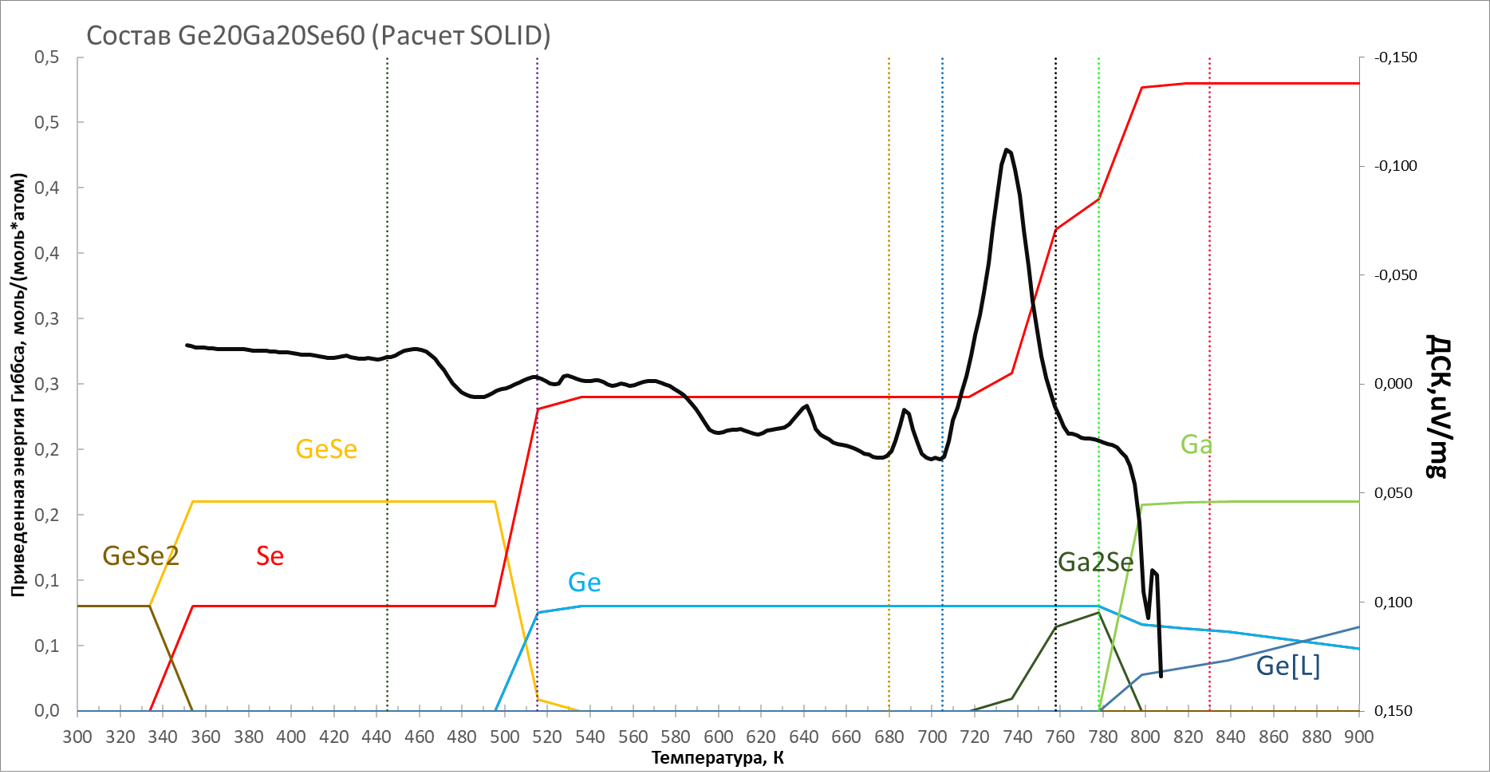 Состав Ge20Ga20Se60 (Расчет SOLID)
0,5
0,5
0,4
0,4
0,3
0,3
0,2
0,2
0,1
0,1
0,0
Приведенная энергия Гиббса, моль/(моль*атом)
-0,150
-0,100
-0,050
0,000
0,050
0,100
0,150
ДСК,uV/mg
GeSe
Ga
GeSe2
Se
Ga2Se
Ge
Ge[L]
300 320 340 360 380 400 420 440 460 480 500 520 540 560 580 600 620 640 660 680 700 720 740 760 780 800 820 840 860 880 900
Температура, К